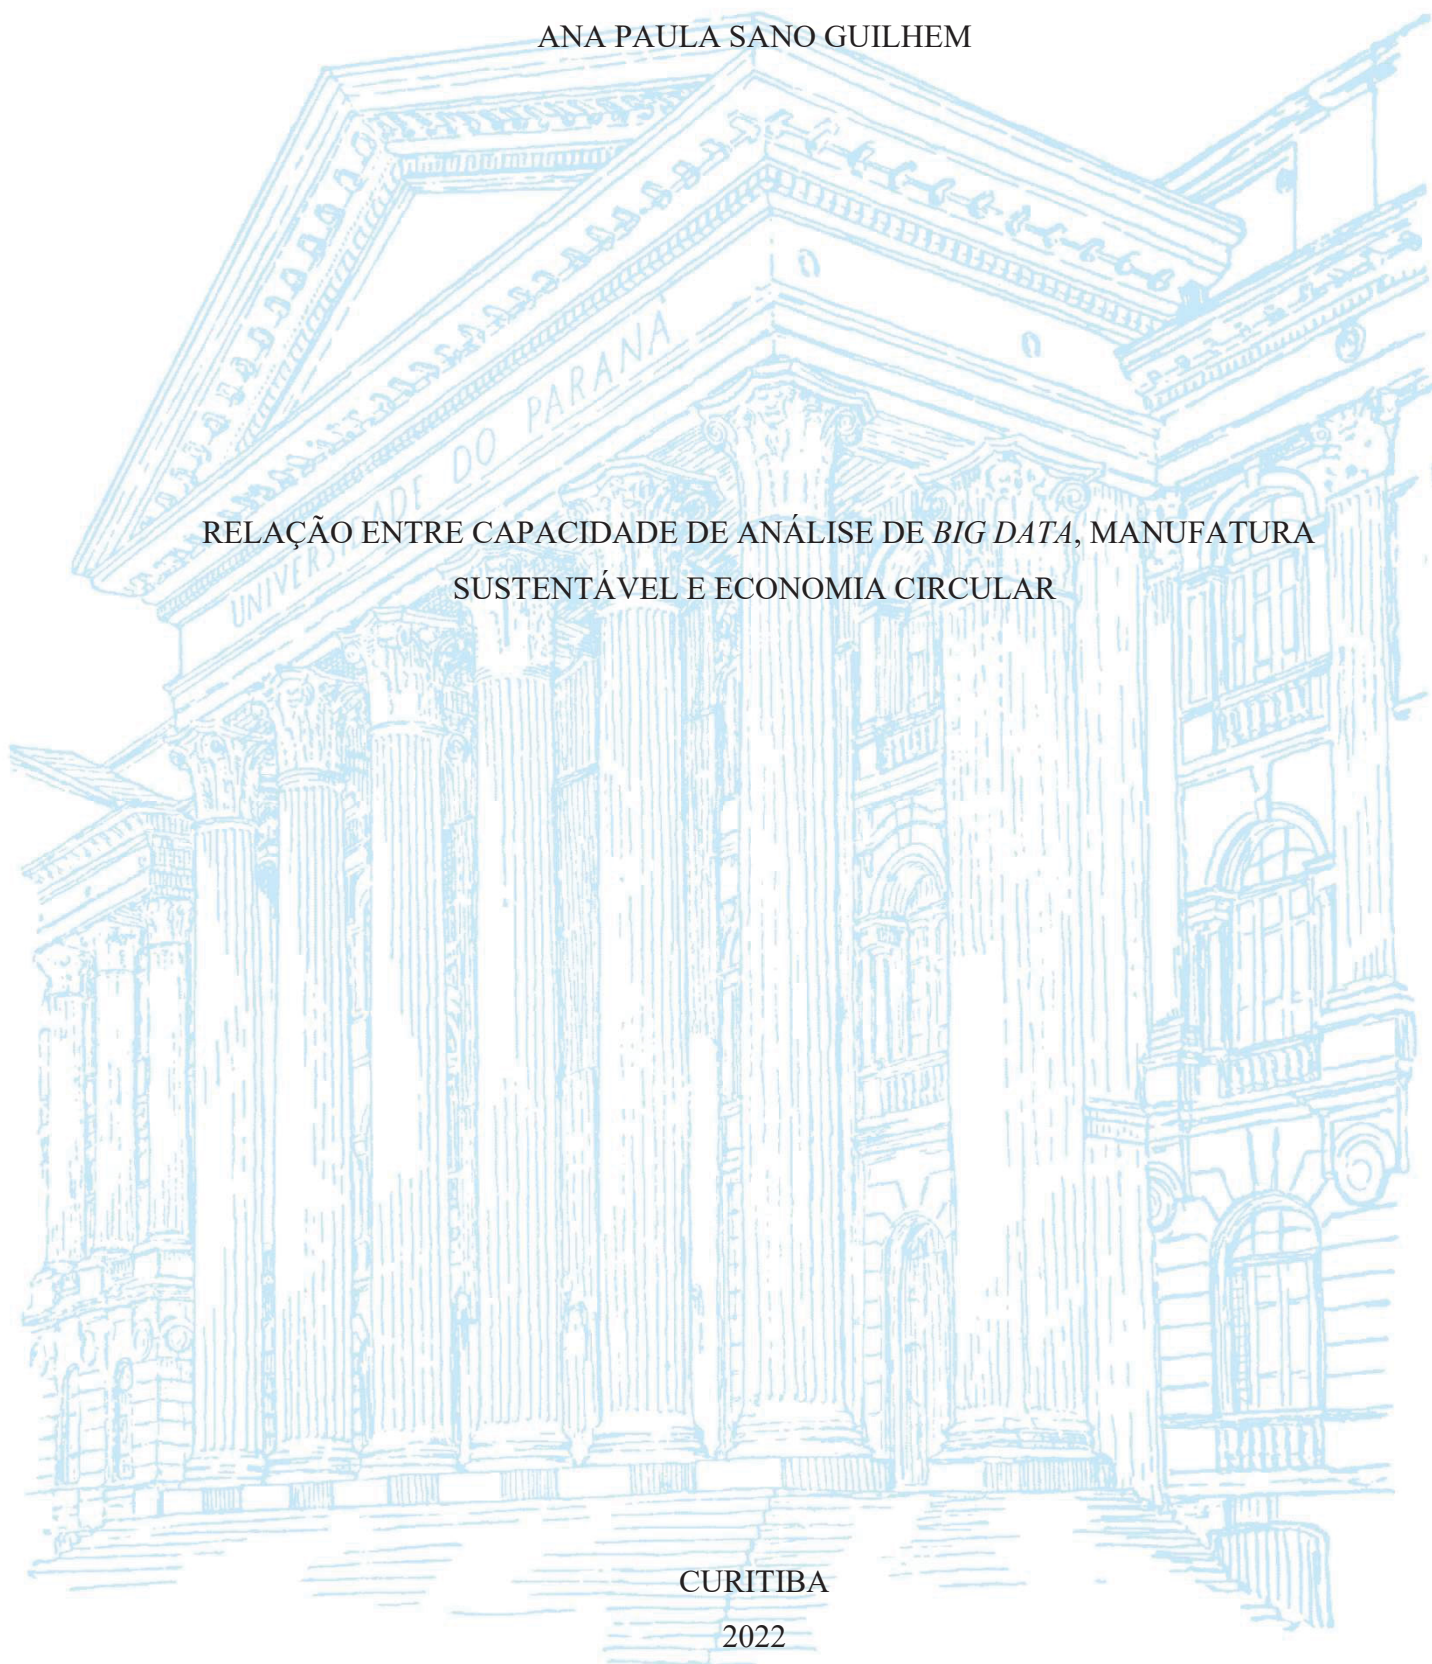 ANA PAULA SANO GUILHEM
UNIVERSIDADE DO PARANÁ
RELAÇÃO ENTRE CAPACIDADE DE ANÁLISE DE BIG DATA, MANUFATURA
SUSTENTÁVEL E ECONOMIA CIRCULAR
CURITIBA
2022